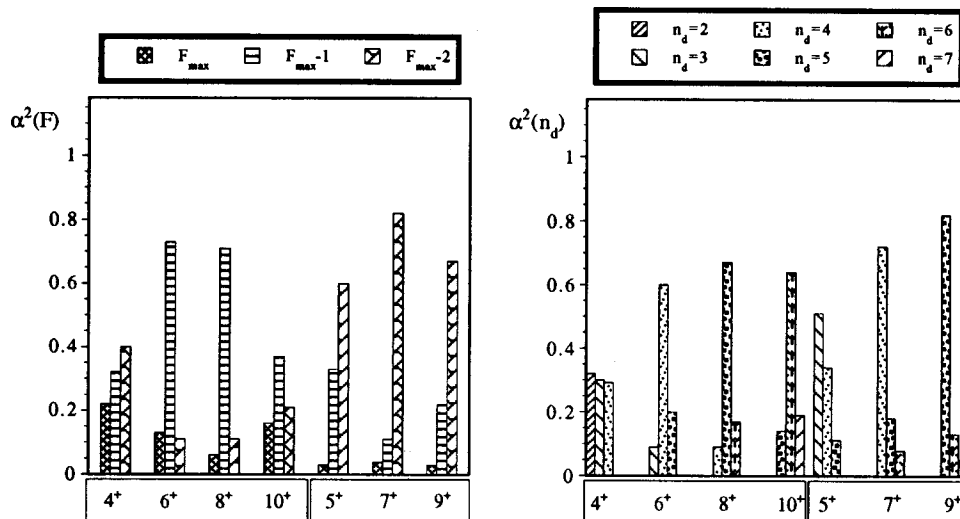 F_max F_max-1 F_max-2
α²(F)
1
0.8
0.6
0.4
0.2
0
4⁺ 6⁺ 8⁺ 10⁺ 5⁺ 7⁺ 9⁺
n_d=2 n_d=4 n_d=6
n_d=3 n_d=5 n_d=7
α²(n_d)
1
0.8
0.6
0.4
0.2
0
4⁺ 6⁺ 8⁺ 10⁺ 5⁺ 7⁺ 9⁺